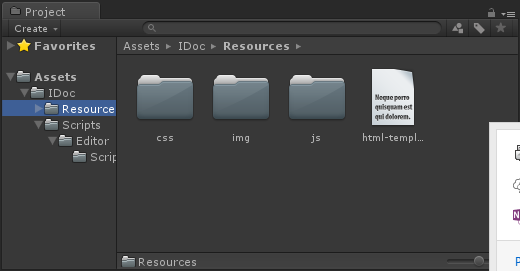 Project
Create
Favorites
Assets
IDoc
Resource
Scripts
Editor
Scrip
Assets ▸ IDoc ▸ Resources ▸
css
img
js
Neque porro
quisquam est
qui dolorem.
html-templ...
Resources